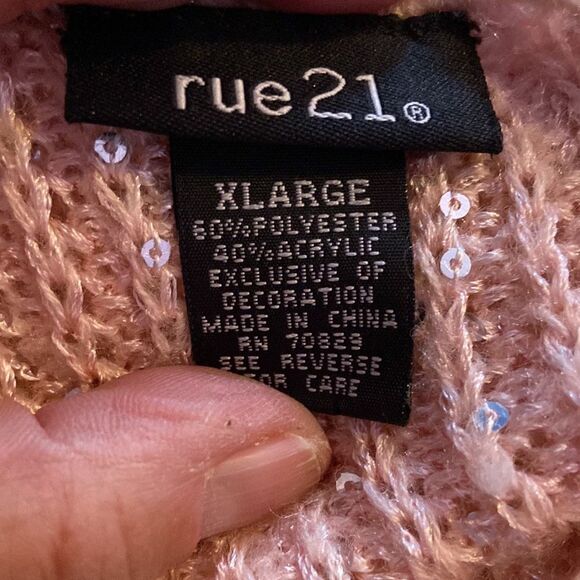 rue21®
XLARGE
60% POLYESTER
40% ACRYLIC
EXCLUSIVE OF
DECORATION
MADE IN CHINA
RN 70829
SEE REVERSE
FOR CARE